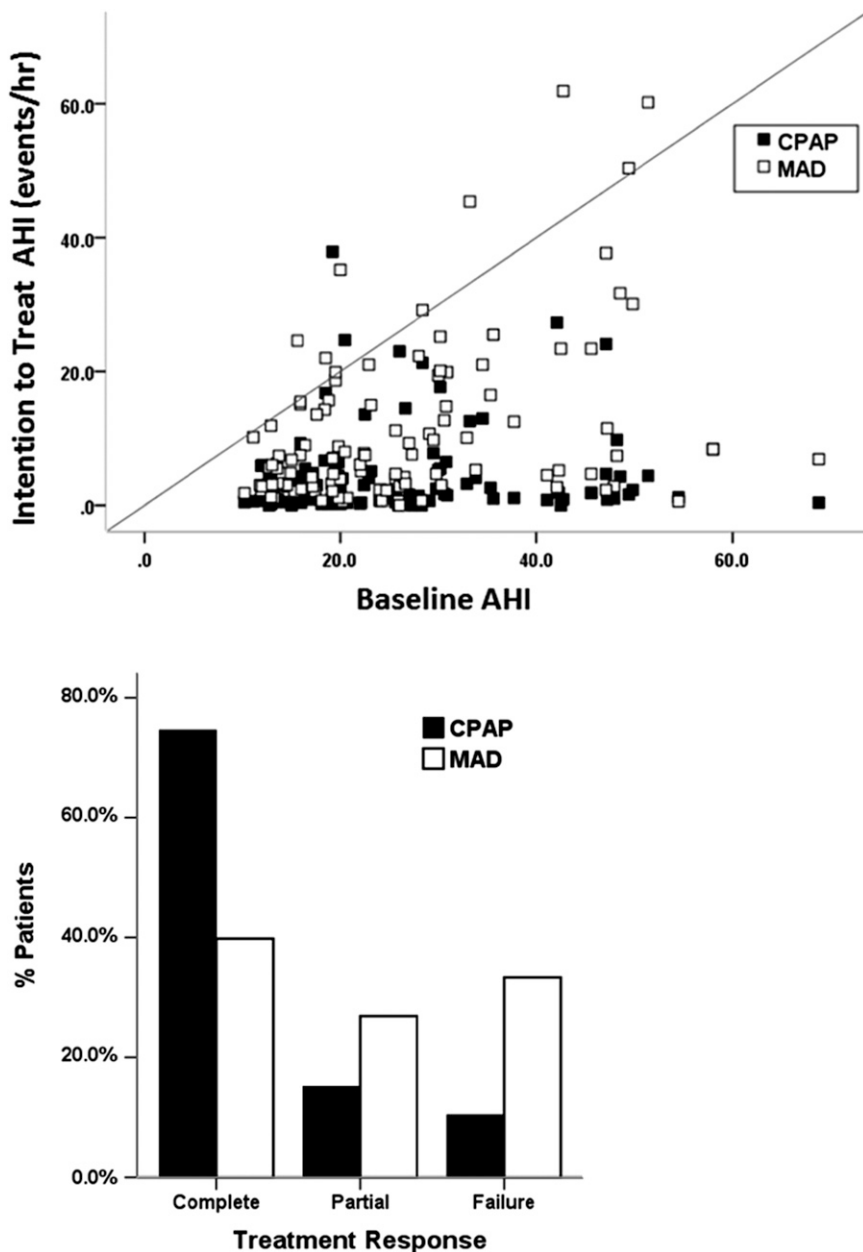 Intention to Treat AHI (events/hr)
60.0
40.0
20.0
.0
CPAP
MAD
.0 20.0 40.0 60.0
Baseline AHI
% Patients
80.0%
60.0%
40.0%
20.0%
0.0%
CPAP
MAD
Complete Partial Failure
Treatment Response